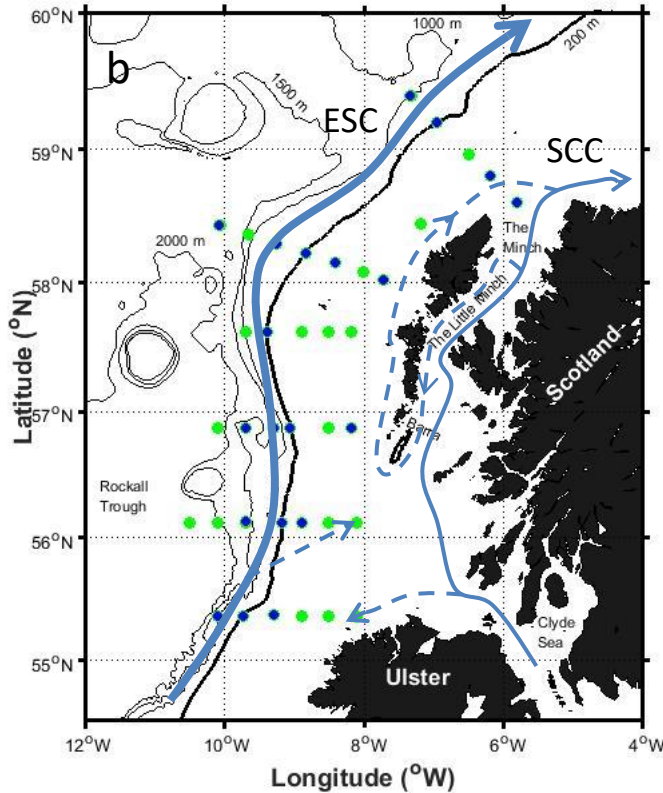 60°N
1000 m
200 m
b
1500 m
ESC
59°N
SCC
2000 m
The
Minch
58°N
The Little Minch
Latitude (°N)
Scotland
57°N
Barra
Rockall
Trough
56°N
Clyde
Sea
55°N
Ulster
12°W
10°W
8°W
6°W
4°W
Longitude (°W)